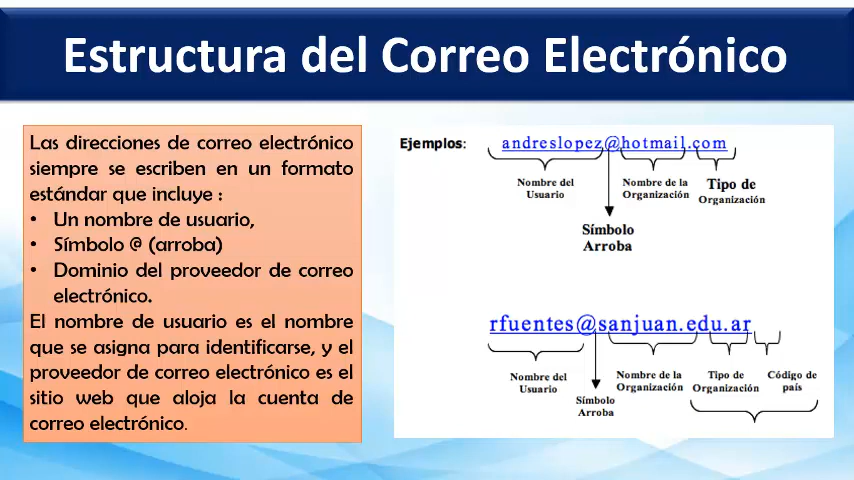 Estructura del Correo Electrónico
Las direcciones de correo electrónico
siempre se escriben en un formato
estándar que incluye :
• Un nombre de usuario,
• Símbolo @ (arroba)
• Dominio del proveedor de correo
electrónico.
El nombre de usuario es el nombre
que se asigna para identificarse, y el
proveedor de correo electrónico es el
sitio web que aloja la cuenta de
correo electrónico.
Ejemplos: andreslopez@hotmail.com
Nombre del
Usuario
Nombre de la
Organización
Tipo de
Organización
Símbolo
Arroba
rfuentes@sanjuan.edu.ar
Nombre del
Usuario
Símbolo
Arroba
Nombre de la
Organización
Tipo de
Organización
Código de
país